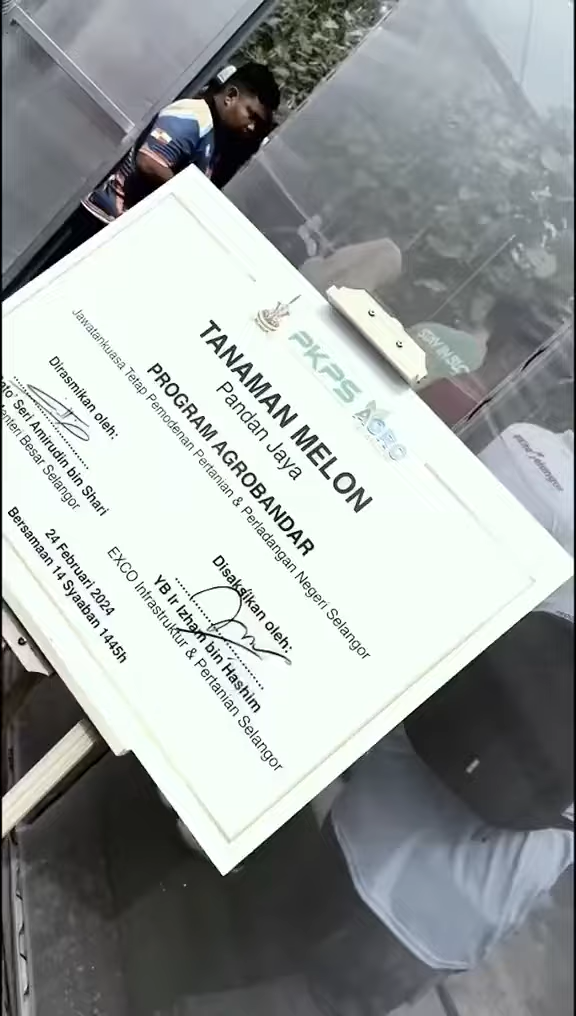 PKPS AGRO
TANAMAN MELON
Pandan Jaya
PROGRAM AGROBANDAR
Jawatankuasa Tetap Pemodenan Pertanian & Perladangan Negeri Selangor
Dirasmikan oleh:
Seri Amirudin bin Shari
Menteri Besar Selangor
Disaksikan oleh:
YB Ir Izham bin Hashim
EXCO Infrastruktur & Pertanian Selangor
24 Februari 2024
Bersamaan 14 Syaaban 1445h